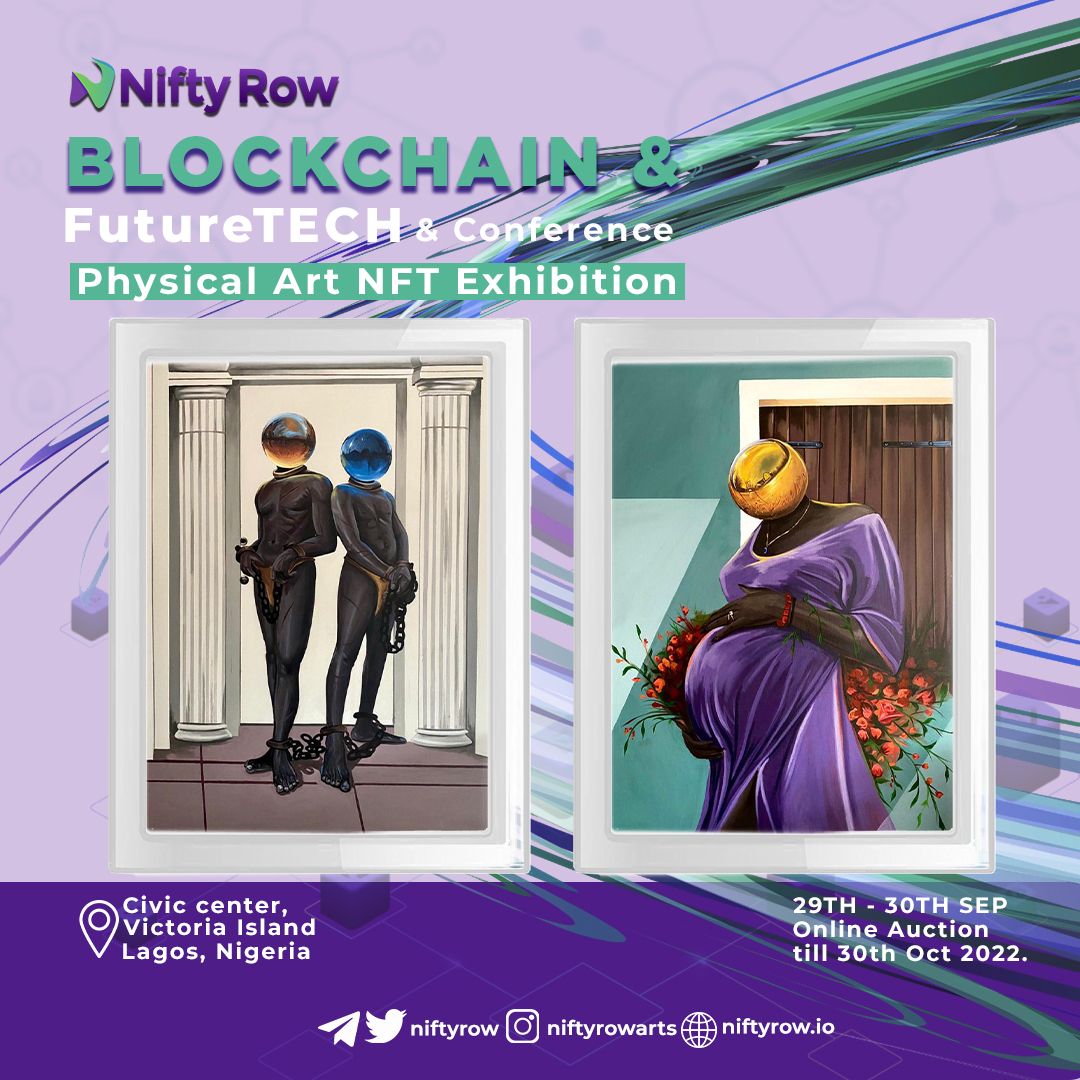 Nifty Row
BLOCKCHAIN &
FutureTECH & Conference
Physical Art NFT Exhibition
Civic center,
Victoria Island
Lagos, Nigeria
29TH - 30TH SEP
Online Auction
till 30th Oct 2022.
niftyrow niftyrowarts niftyrow.io